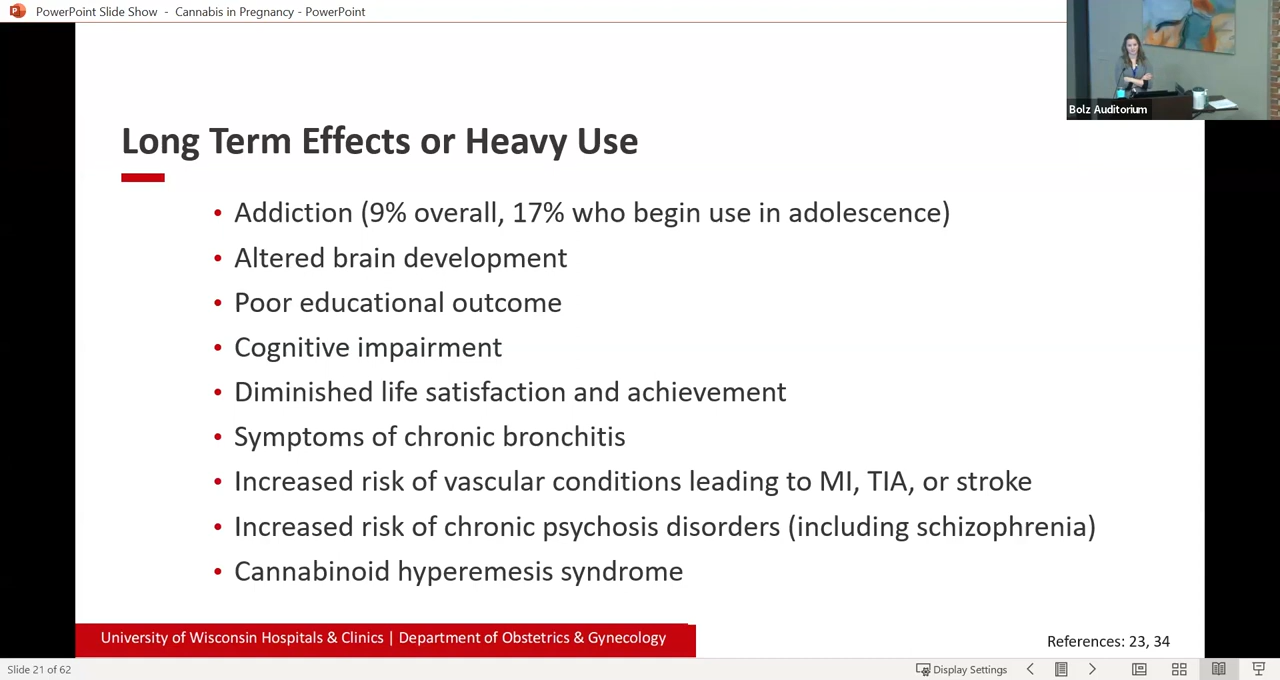 PowerPoint Slide Show - Cannabis in Pregnancy - PowerPoint
Bolz Auditorium
Long Term Effects or Heavy Use
• Addiction (9% overall, 17% who begin use in adolescence)
• Altered brain development
• Poor educational outcome
• Cognitive impairment
• Diminished life satisfaction and achievement
• Symptoms of chronic bronchitis
• Increased risk of vascular conditions leading to MI, TIA, or stroke
• Increased risk of chronic psychosis disorders (including schizophrenia)
• Cannabinoid hyperemesis syndrome
University of Wisconsin Hospitals & Clinics | Department of Obstetrics & Gynecology
References: 23, 34
Slide 21 of 62
Display Settings